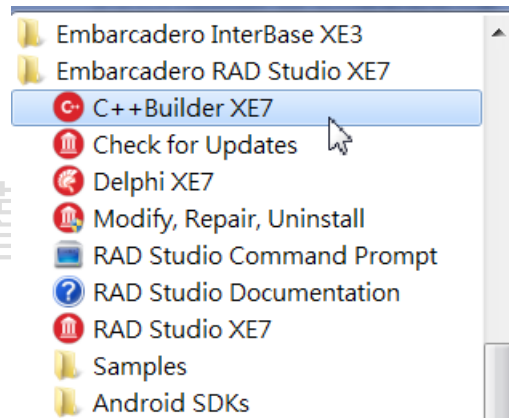 Embarcadero InterBase XE3
Embarcadero RAD Studio XE7
C++Builder XE7
Check for Updates
Delphi XE7
Modify, Repair, Uninstall
RAD Studio Command Prompt
RAD Studio Documentation
RAD Studio XE7
Samples
Android SDKs